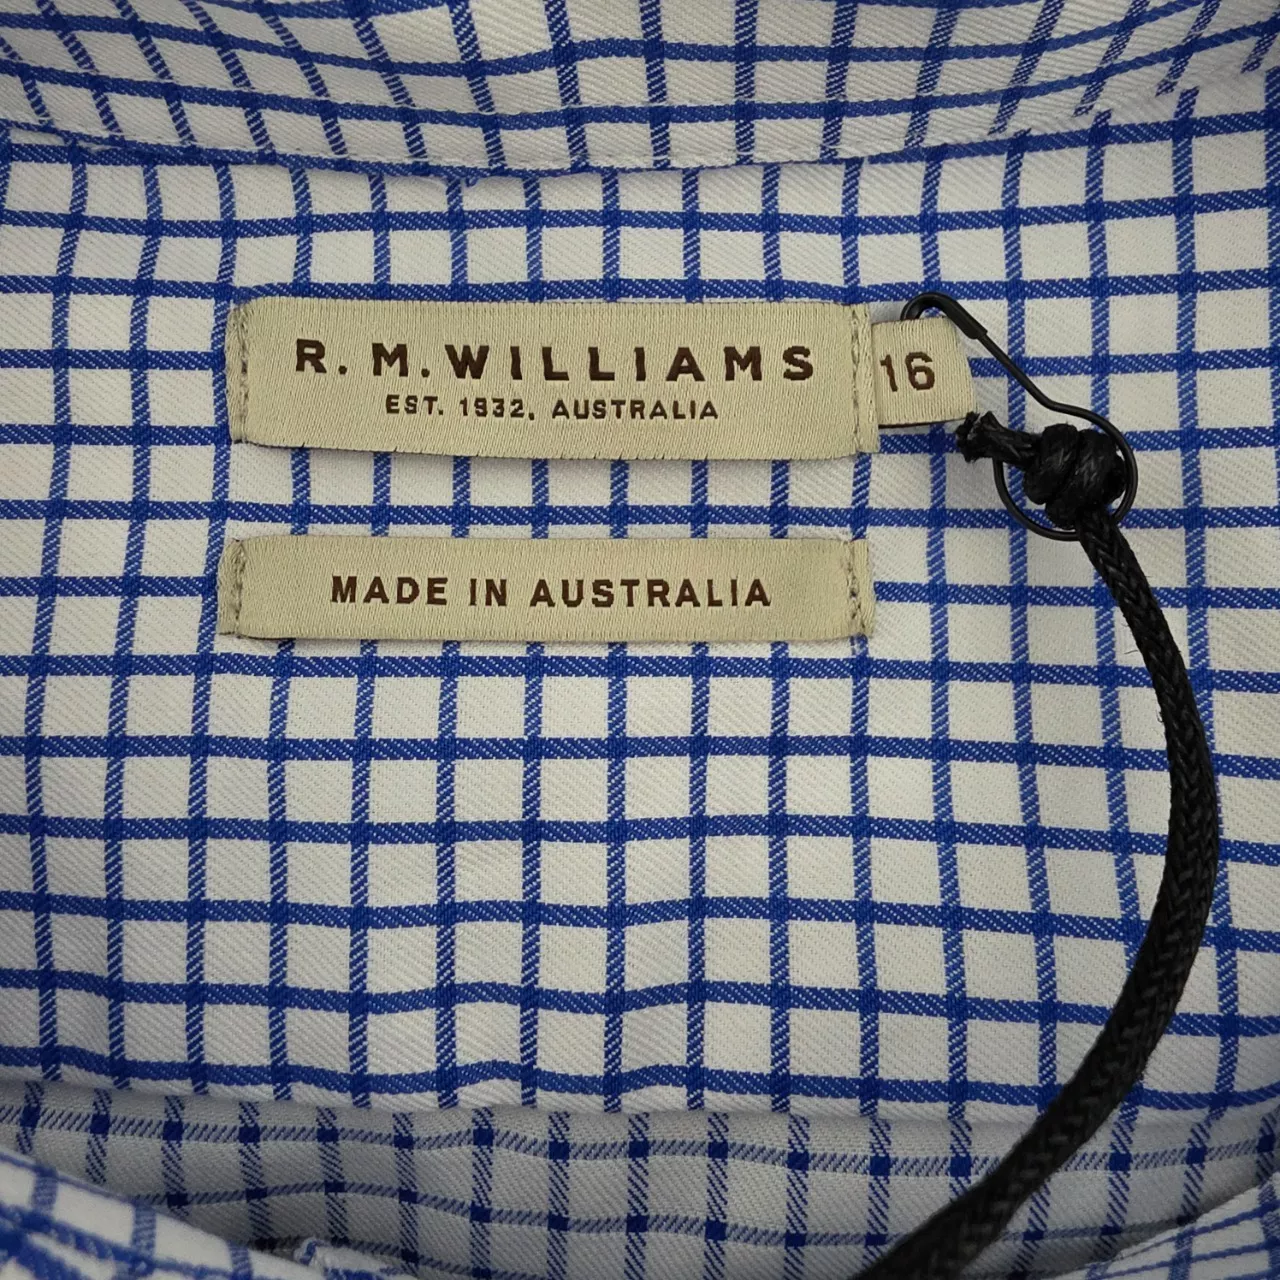 R. M. WILLIAMS
EST. 1932, AUSTRALIA
16
MADE IN AUSTRALIA